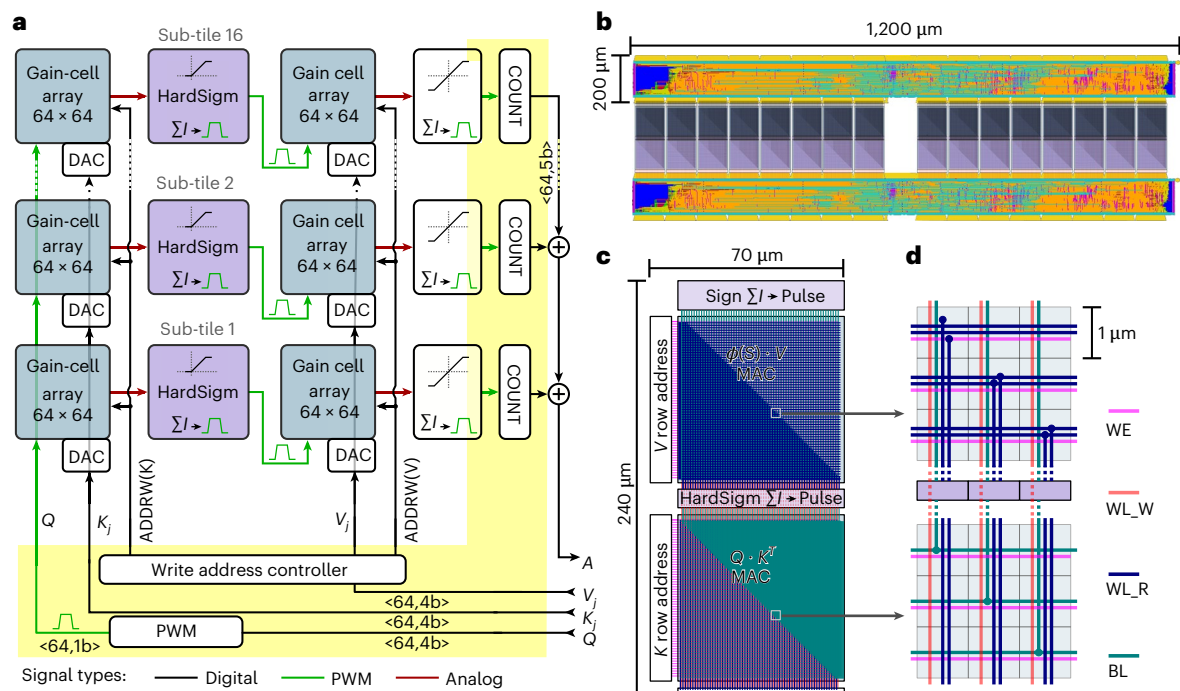 a
Sub-tile 16
Gain-cell
array
64 × 64
HardSigm
∑I
Gain cell
array
64 × 64
∑I
COUNT
DAC
DAC
<64,5b>
Sub-tile 2
Gain-cell
array
64 × 64
HardSigm
∑I
Gain cell
array
64 × 64
∑I
COUNT
+
DAC
DAC
Sub-tile 1
Gain-cell
array
64 × 64
HardSigm
∑I
Gain cell
array
64 × 64
∑I
COUNT
+
DAC
DAC
Q
Kj
ADDRW(K)
Vj
ADDRW(V)
Write address controller
A
Vj
<64,4b>
Kj
<64,4b>
Q
<64,4b>
PWM
<64,1b>
Signal types:
Digital
PWM
Analog
b
1,200 µm
200 µm
c
70 µm
240 µm
Sign ∑I → Pulse
V row address
ϕ(S) · V
MAC
HardSigm ∑I → Pulse
K row address
Q · Kᵀ
MAC
d
1 µm
WE
WL_W
WL_R
BL